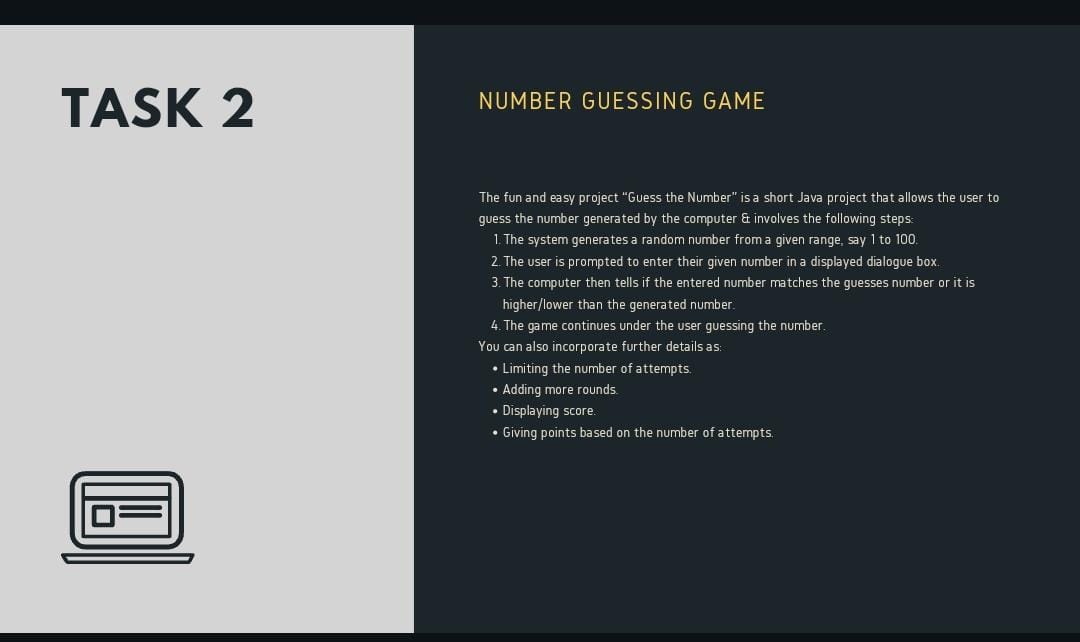 TASK 2
NUMBER GUESSING GAME
The fun and easy project “Guess the Number” is a short Java project that allows the user to
guess the number generated by the computer & involves the following steps:
1. The system generates a random number from a given range, say 1 to 100.
2. The user is prompted to enter their given number in a displayed dialogue box.
3. The computer then tells if the entered number matches the guesses number or it is
higher/lower than the generated number.
4. The game continues under the user guessing the number.
You can also incorporate further details as:
• Limiting the number of attempts.
• Adding more rounds.
• Displaying score.
• Giving points based on the number of attempts.